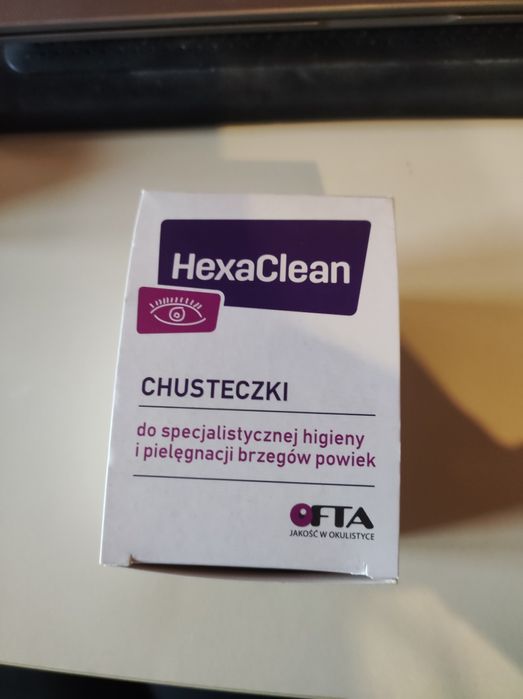 HexaClean
CHUSTECZKI
do specjalistycznej higieny
i pielęgnacji brzegów powiek
OFTA
JAKOŚĆ W OKULISTYCE